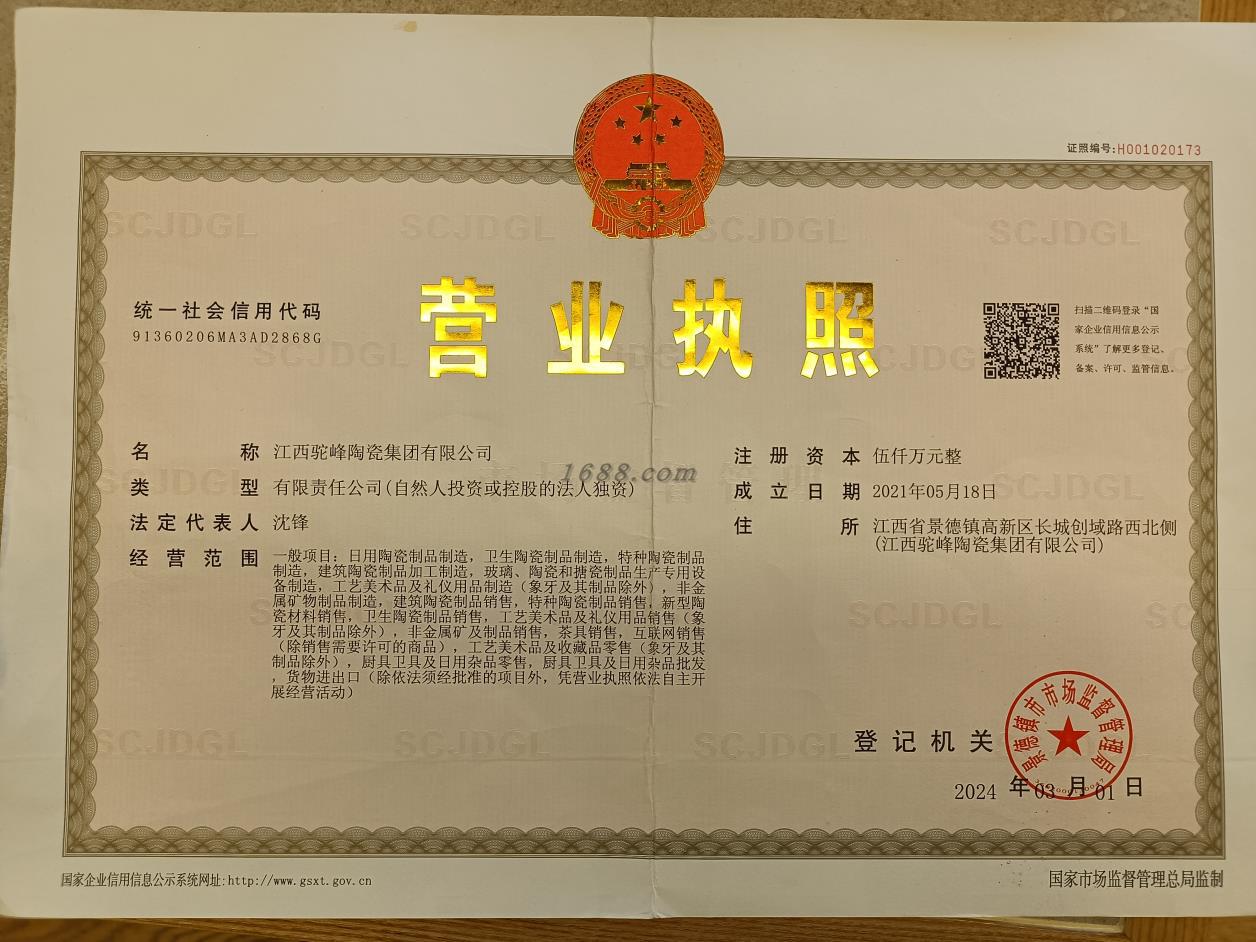 证照编号:H001020173
营业执照
统一社会信用代码
91360206MA3AD2868G
扫描二维码登录“国
家企业信用信息公示
系统”了解更多登记、
备案、许可、监管信息。
名称 江西驼峰陶瓷集团有限公司
类型 有限责任公司(自然人投资或控股的法人独资)
法定代表人 沈锋
经营范围 一般项目：日用陶瓷制品制造，卫生陶瓷制品制造，特种陶瓷制品
制造，建筑陶瓷制品加工制造，玻璃、陶瓷和搪瓷制品生产专用设
备制造，工艺美术品及礼仪用品制造（象牙及其制品除外），非金
属矿物制品制造，建筑陶瓷制品销售，特种陶瓷制品销售，新型陶
瓷材料销售，卫生陶瓷制品销售，工艺美术品及礼仪用品销售（象
牙及其制品除外），非金属矿及制品销售，茶具销售，互联网销售
（除销售需要许可的商品），工艺美术品及收藏品零售（象牙及其
制品除外），厨具卫具及日用杂品零售，厨具卫具及日用杂品批发
，货物进出口（除依法须经批准的项目外，凭营业执照依法自主开
展经营活动）
注册资本 伍仟万元整
成立日期 2021年05月18日
住所 江西省景德镇高新区长城创域路西北侧
(江西驼峰陶瓷集团有限公司)
1688.com
登记机关
景德镇市市场监督管理局
2024年03月01日
国家企业信用信息公示系统网址:http://www.gsxt.gov.cn
国家市场监督管理总局监制
SCJDGL SCJDGL SCJDGL SCJDGL